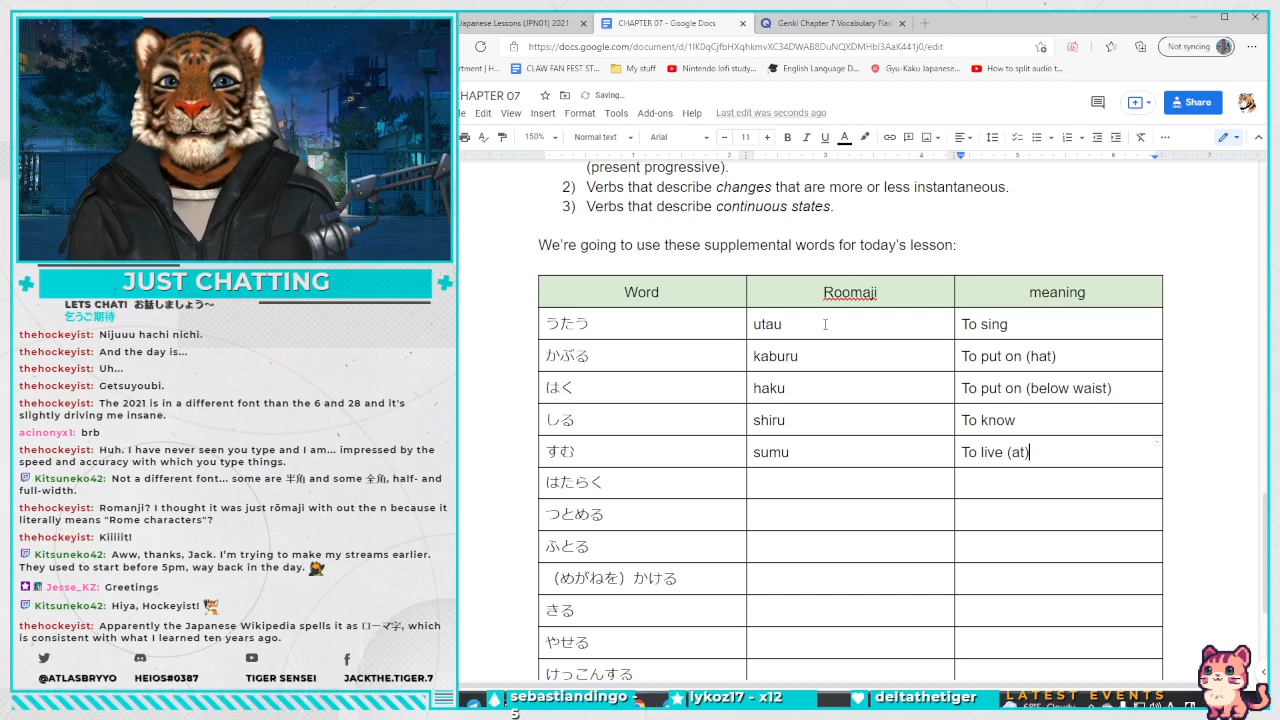 JUST CHATTING
LETS CHAT! お話しましょう～
乞うご期待
thehockeyist: Nijuuu hachi nichi.
thehockeyist: And the day is...
thehockeyist: Uh...
thehockeyist: Getsuyoubi.
thehockeyist: The 2021 is in a different font than the 6 and 28 and it's
slightly driving me insane.
acinonyx1: brb
thehockeyist: Huh. I have never seen you type and I am... impressed by the
speed and accuracy with which you type things.
Kitsuneko42: Not a different font... some are 半角 and some 全角, half- and
full-width.
thehockeyist: Romanji? I thought it was just rōmaji with out the n because it
literally means "Rome characters"?
thehockeyist: Kiiiiit!
Kitsuneko42: Aww, thanks, Jack. I'm trying to make my streams earlier.
They used to start before 5pm, way back in the day.
Jesse_KZ: Greetings
Kitsuneko42: Hiya, Hockeyist!
thehockeyist: Apparently the Japanese Wikipedia spells it as ローマ字, which
is consistent with what I learned ten years ago.
@ATLASBRYYO HEIOS#0387 TIGER SENSEI JACKTHE.TIGER.7
Japanese Lessons (JPN01) 2021 CHAPTER 07 - Google Docs Genki Chapter 7 Vocabulary Flas
https://docs.google.com/document/d/1IK0qQfbHXqhkmvXC34DWA68DuNQXDMHbI3AaK441j0/edit Not syncing
CLAW FAN FEST ST... My stuff Nintendo lofi study... English Language D... Gyu-Kaku Japanese... How to split audio t...
HAPTER 07 Saving...
Edit View Insert Format Tools Add-ons Help Last edit was seconds ago Share
150% Normal text Arial 11
(present progressive).
2) Verbs that describe changes that are more or less instantaneous.
3) Verbs that describe continuous states.
We're going to use these supplemental words for today's lesson:
Word Roomaji meaning
うたう utau To sing
かぶる kaburu To put on (hat)
はく haku To put on (below waist)
しる shiru To know
すむ sumu To live (at)
はたらく
つとめる
ふとる
（めがねを）かける
きる
やせる
けっこんする
sebastiandingo - lynx217 - x12 adultathetiger LATEST EVEN
5